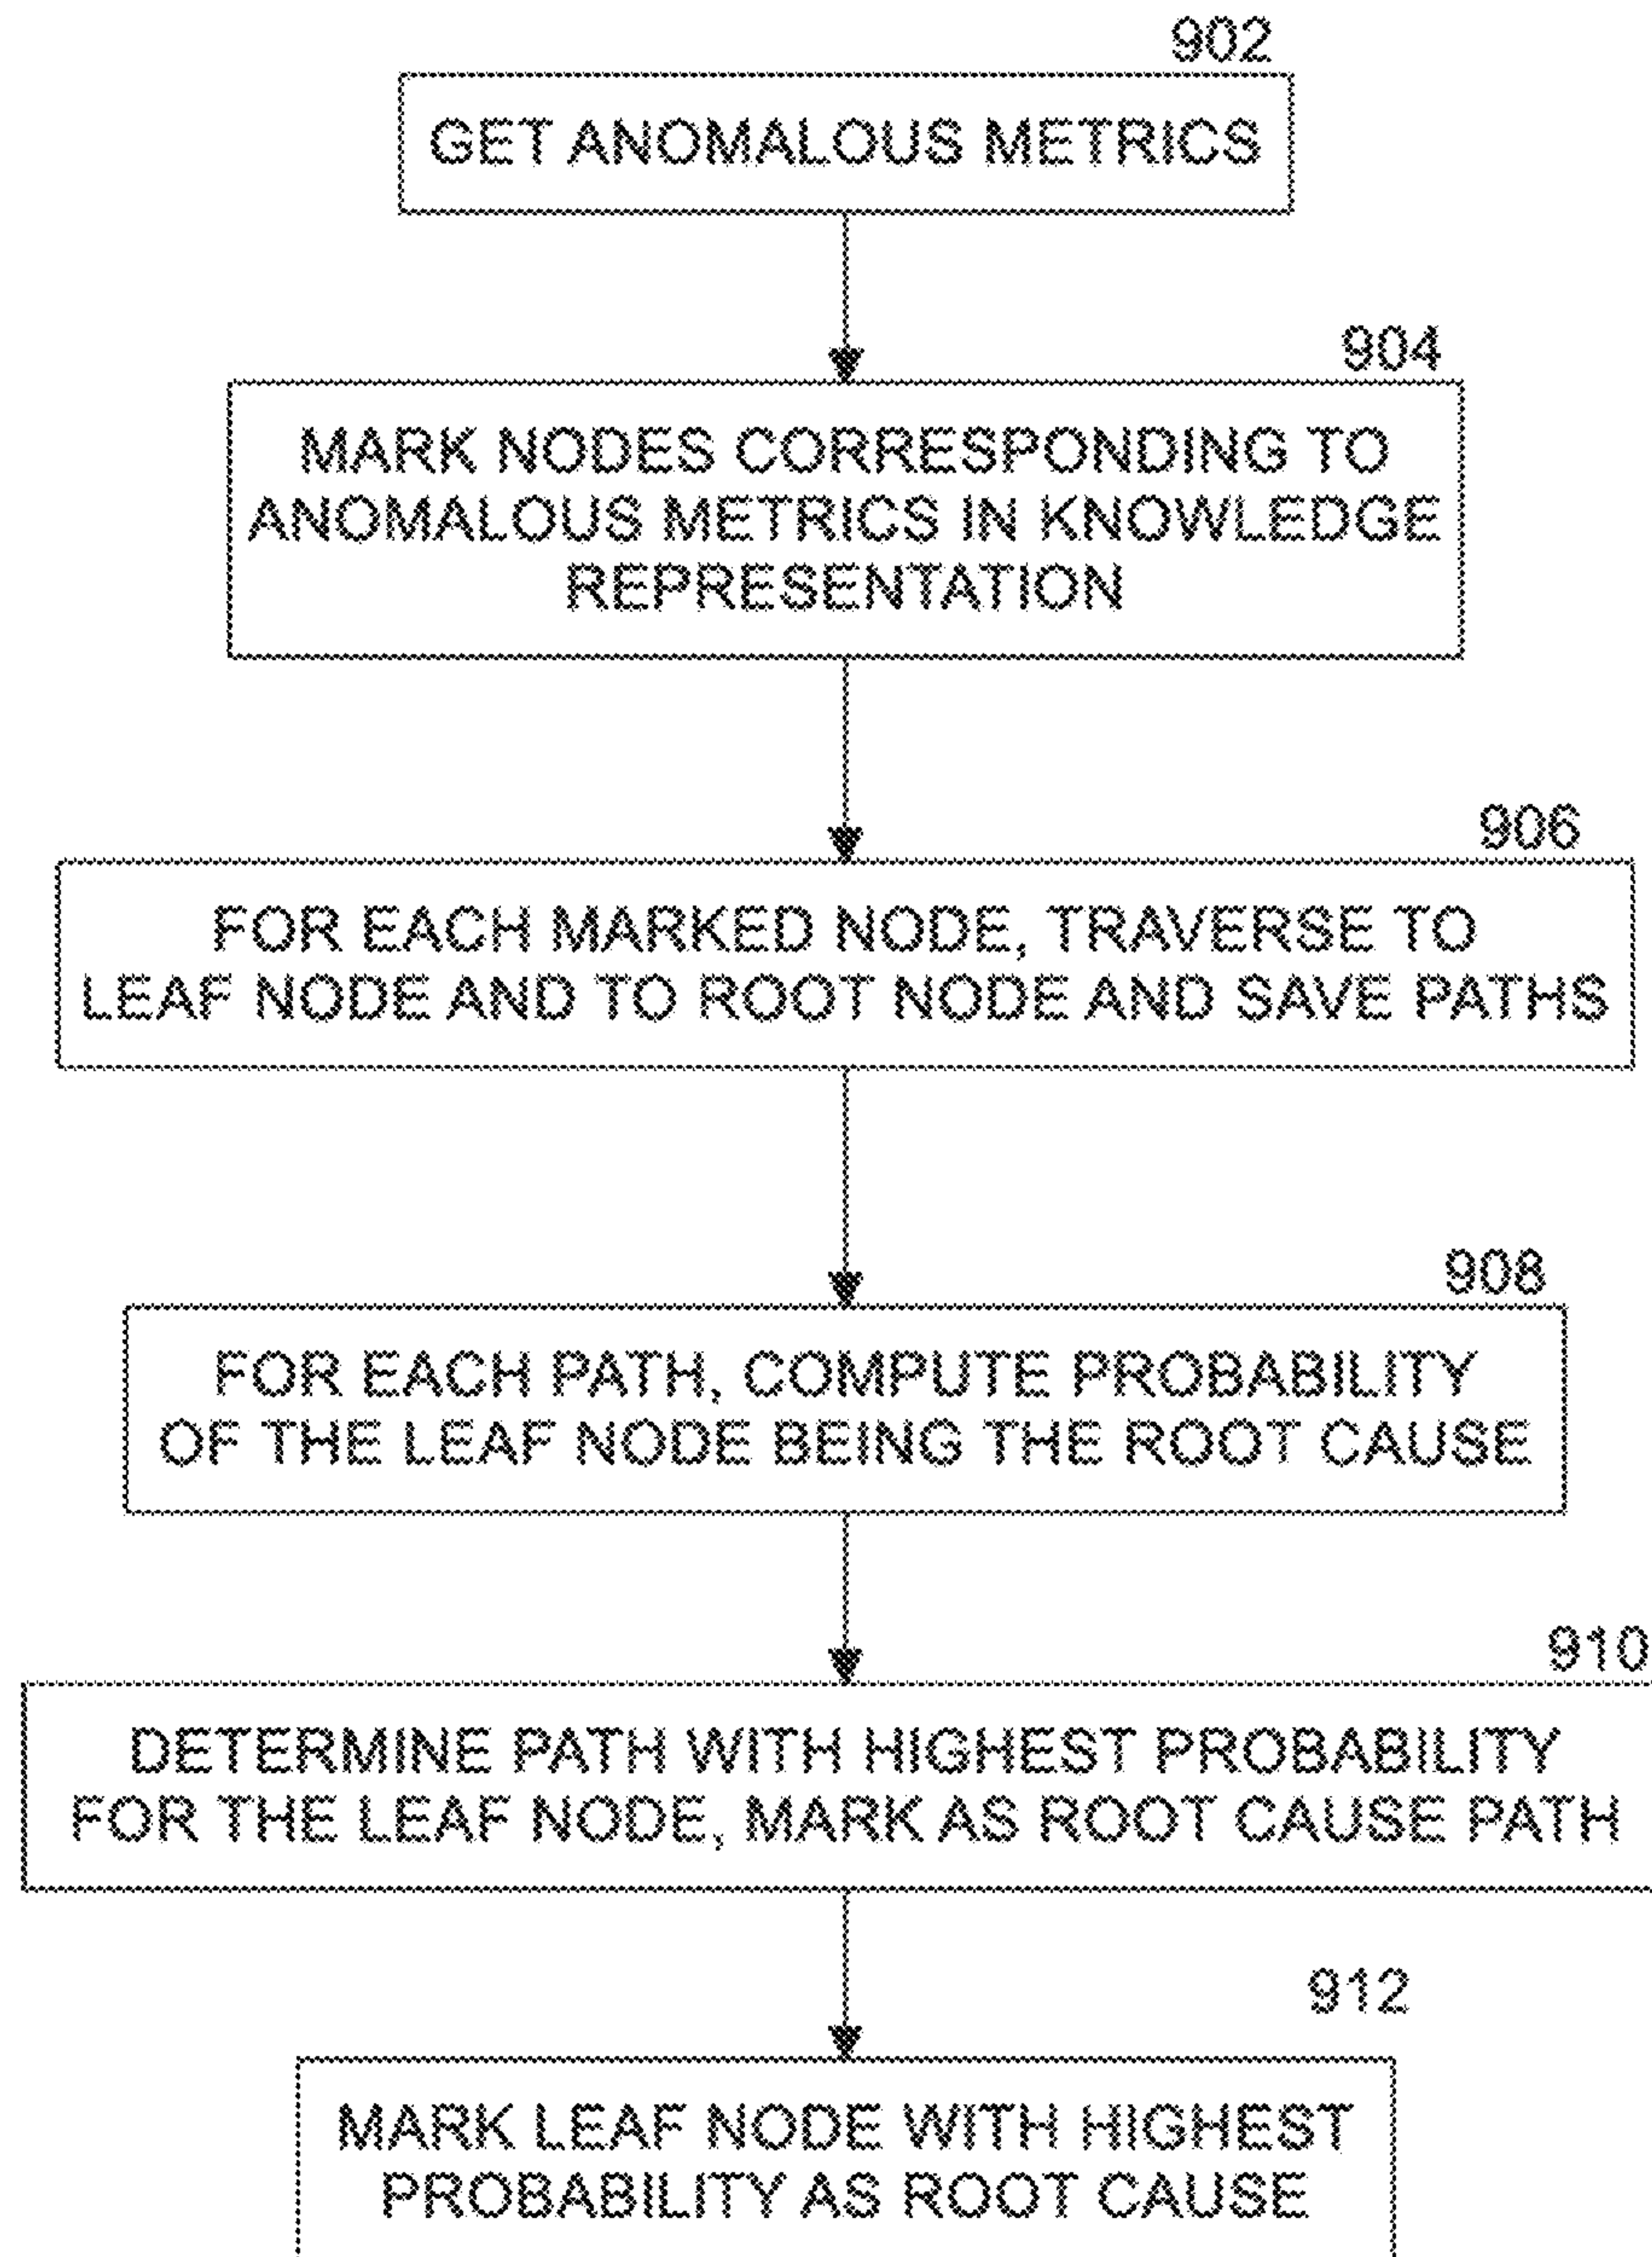 902
GET ANOMALOUS METRICS
904
MARK NODES CORRESPONDING TO
ANOMALOUS METRICS IN KNOWLEDGE
REPRESENTATION
906
FOR EACH MARKED NODE, TRAVERSE TO
LEAF NODE AND TO ROOT NODE AND SAVE PATHS
908
FOR EACH PATH, COMPUTE PROBABILITY
OF THE LEAF NODE BEING THE ROOT CAUSE
910
DETERMINE PATH WITH HIGHEST PROBABILITY
FOR THE LEAF NODE, MARK AS ROOT CAUSE PATH
912
MARK LEAF NODE WITH HIGHEST
PROBABILITY AS ROOT CAUSE